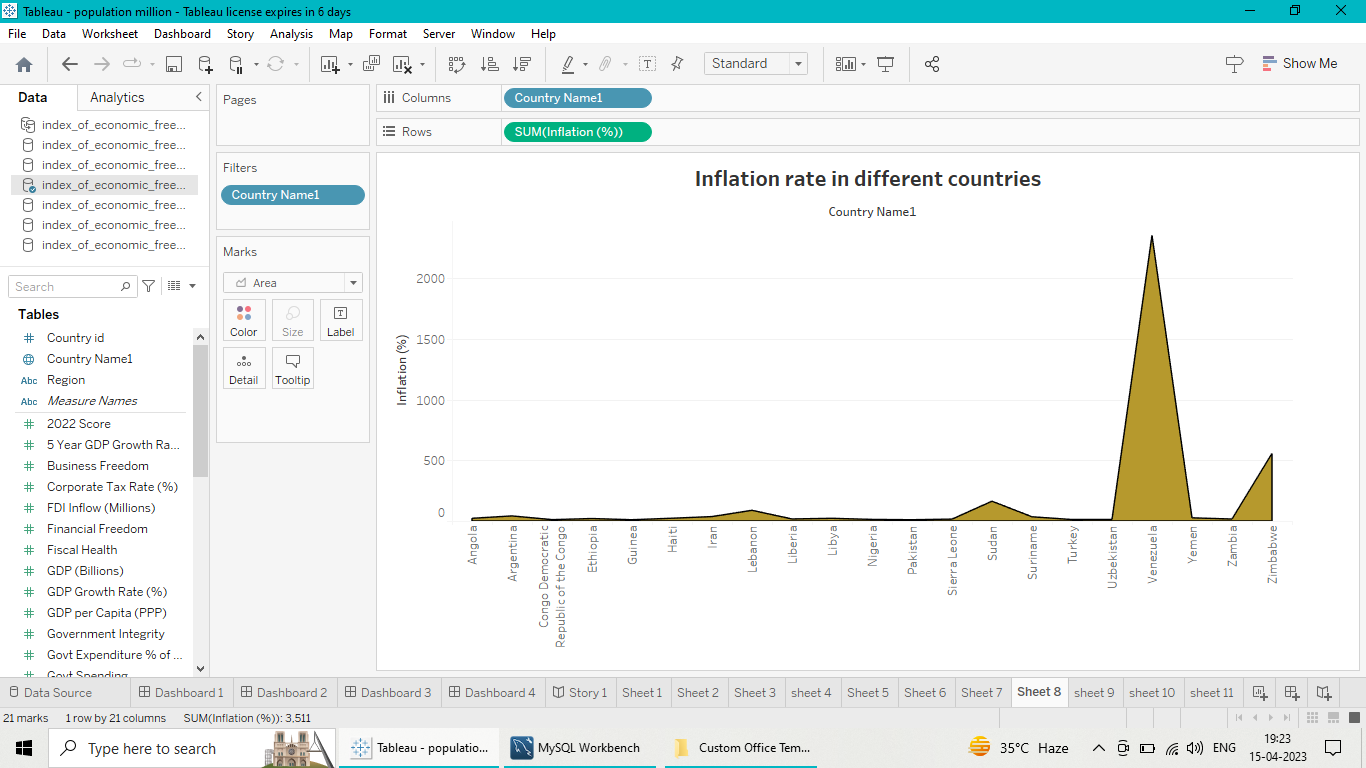 Tableau - population million - Tableau license expires in 6 days
File Data Worksheet Dashboard Story Analysis Map Format Server Window Help
Standard
Show Me
Data Analytics
index_of_economic_free...
index_of_economic_free...
index_of_economic_free...
index_of_economic_free...
index_of_economic_free...
index_of_economic_free...
index_of_economic_free...
Search
Tables
Country id
Country Name1
Abc Region
Abc Measure Names
2022 Score
5 Year GDP Growth Ra...
Business Freedom
Corporate Tax Rate (%)
FDI Inflow (Millions)
Financial Freedom
Fiscal Health
GDP (Billions)
GDP Growth Rate (%)
GDP per Capita (PPP)
Government Integrity
Govt Expenditure % of ...
Govt Spending
Pages
Filters
Country Name1
Marks
Area
Color Size Label
Detail Tooltip
Columns Country Name1
Rows SUM(Inflation (%))
Inflation rate in different countries
Country Name1
Inflation (%)
2000
1500
1000
500
0
Angola
Argentina
Congo Democratic
Republic of the Congo
Ethiopia
Guinea
Haiti
Iran
Lebanon
Liberia
Libya
Nigeria
Pakistan
Sierra Leone
Sudan
Suriname
Turkey
Uzbekistan
Venezuela
Yemen
Zambia
Zimbabwe
Data Source Dashboard 1 Dashboard 2 Dashboard 3 Dashboard 4 Story 1 Sheet 1 Sheet 2 Sheet 3 sheet 4 Sheet 5 Sheet 6 Sheet 7 Sheet 8 sheet 9 sheet 10 sheet 11
21 marks 1 row by 21 columns SUM(Inflation (%)): 3.511
Type here to search
Tableau - populatio...
MySQL Workbench
Custom Office Tem...
35°C Haze
ENG
19:23
15-04-2023